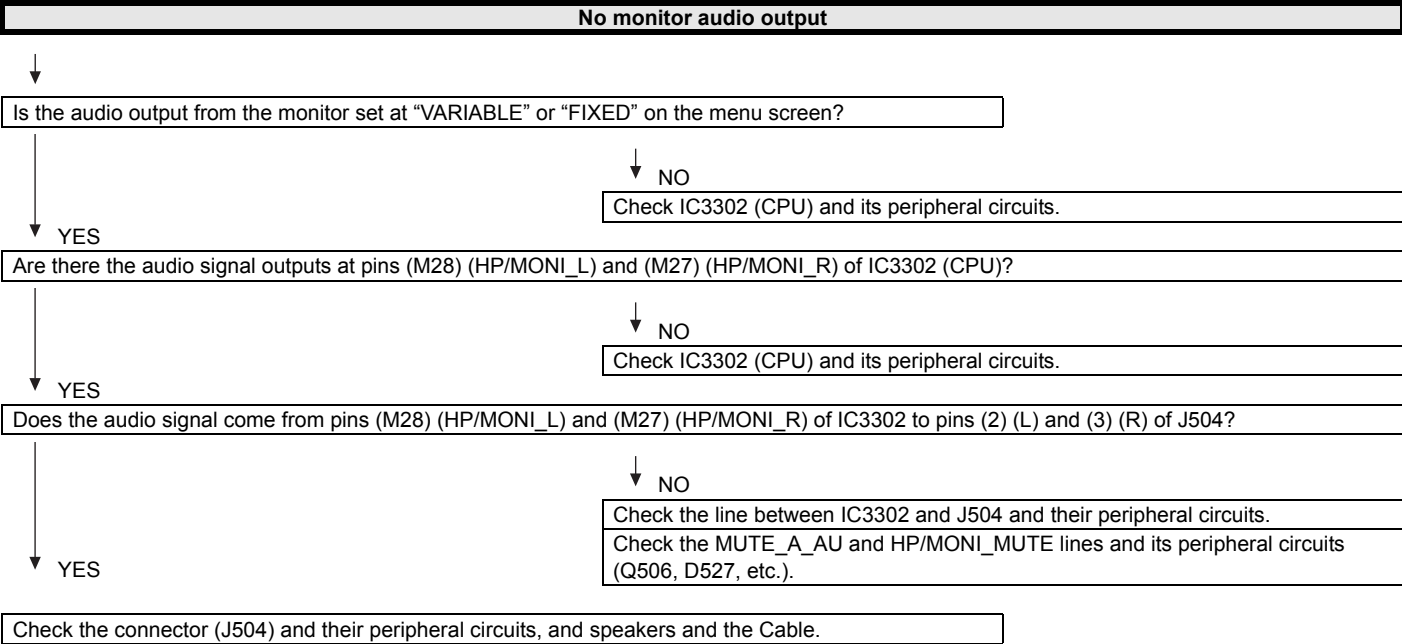 No monitor audio output
Is the audio output from the monitor set at “VARIABLE” or “FIXED” on the menu screen?
NO
Check IC3302 (CPU) and its peripheral circuits.
YES
Are there the audio signal outputs at pins (M28) (HP/MONI_L) and (M27) (HP/MONI_R) of IC3302 (CPU)?
NO
Check IC3302 (CPU) and its peripheral circuits.
YES
Does the audio signal come from pins (M28) (HP/MONI_L) and (M27) (HP/MONI_R) of IC3302 to pins (2) (L) and (3) (R) of J504?
NO
Check the line between IC3302 and J504 and their peripheral circuits.
Check the MUTE_A_AU and HP/MONI_MUTE lines and its peripheral circuits
(Q506, D527, etc.).
YES
Check the connector (J504) and their peripheral circuits, and speakers and the Cable.